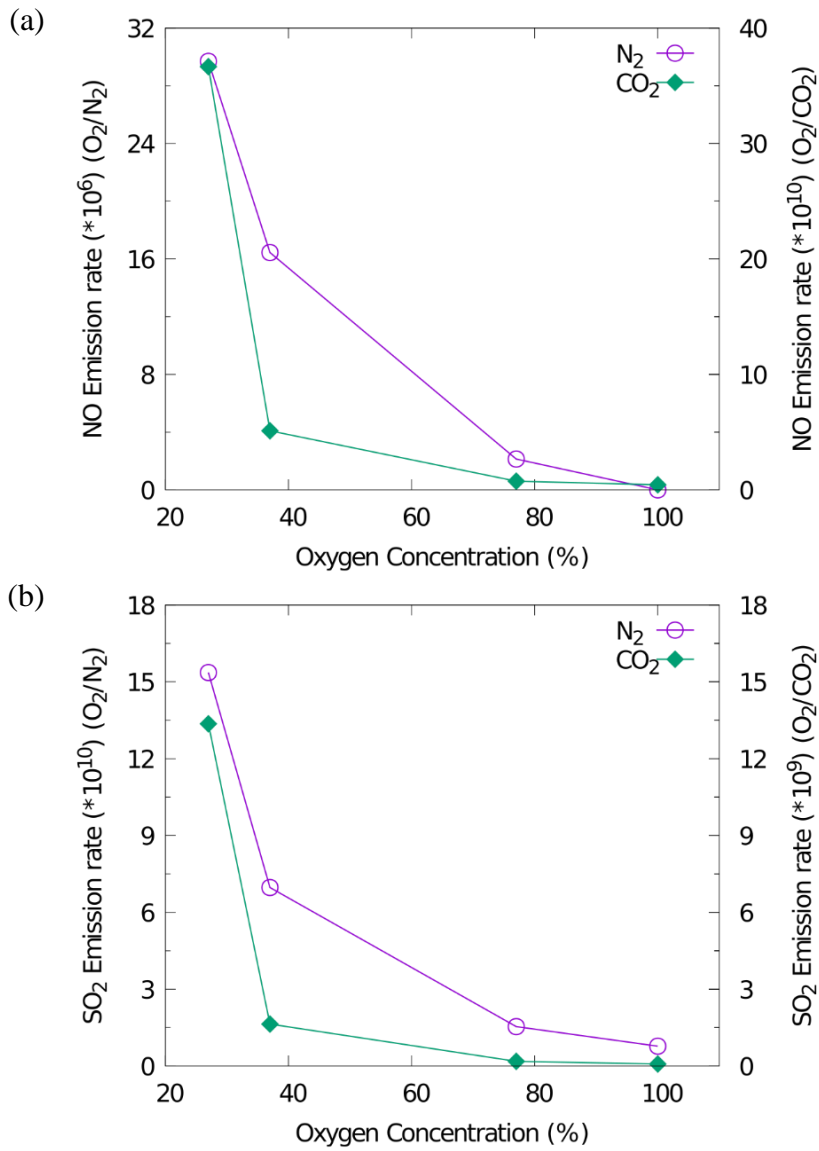 (a)
32
24
16
8
0
40
30
20
10
0
N₂
CO₂
NO Emission rate (*10⁶) (O₂/N₂)
NO Emission rate (*10¹⁰) (O₂/CO₂)
20 40 60 80 100
Oxygen Concentration (%)
(b)
18
15
12
9
6
3
0
18
15
12
9
6
3
0
N₂
CO₂
SO₂ Emission rate (*10¹⁰) (O₂/N₂)
SO₂ Emission rate (*10⁹) (O₂/CO₂)
20 40 60 80 100
Oxygen Concentration (%)